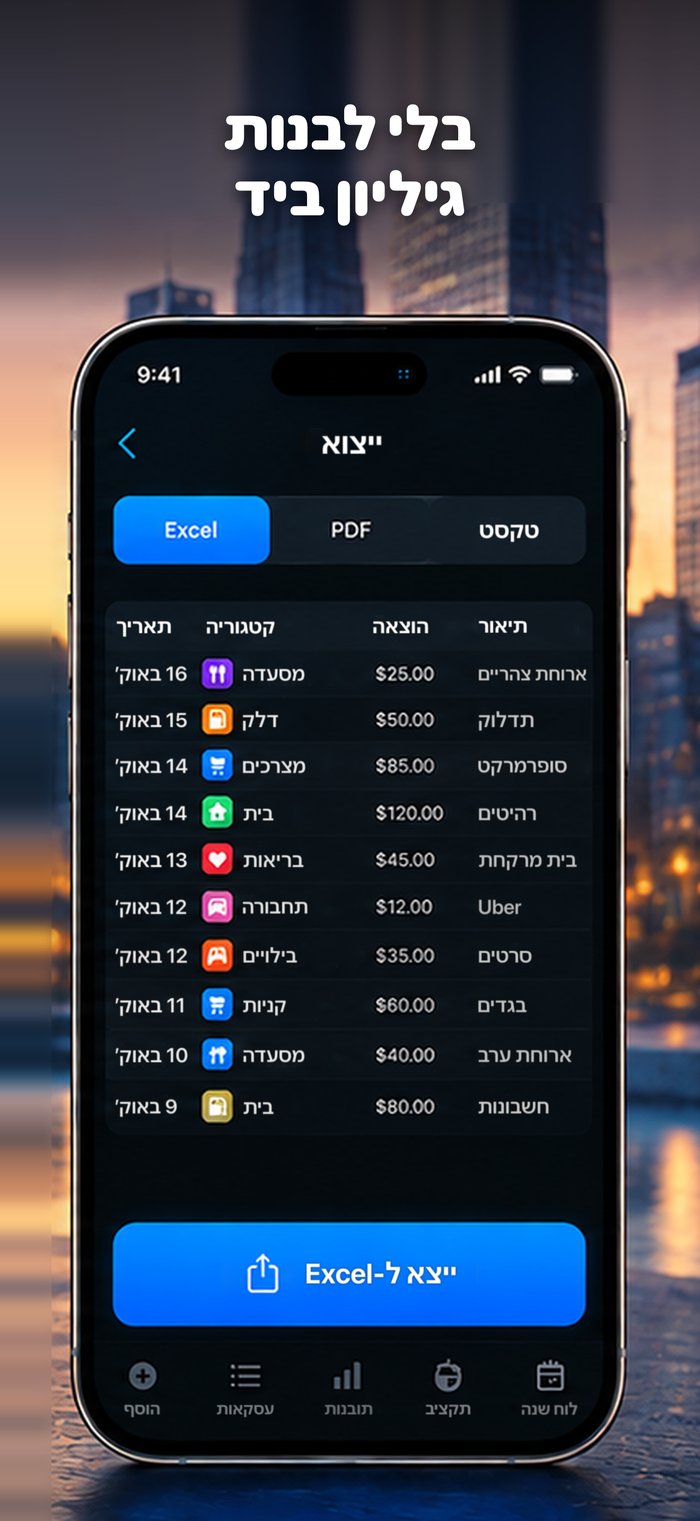 בלי לבנות
גיליון ביד
9:41
ייצוא
Excel PDF טקסט
תאריך קטגוריה הוצאה תיאור
16 באוק׳ מסעדה $25.00 ארוחת צהריים
15 באוק׳ דלק $50.00 תדלוק
14 באוק׳ מצרכים $85.00 סופרמרקט
14 באוק׳ בית $120.00 רהיטים
13 באוק׳ בריאות $45.00 בית מרקחת
12 באוק׳ תחבורה $12.00 Uber
12 באוק׳ בילויים $35.00 סרטים
11 באוק׳ קניות $60.00 בגדים
10 באוק׳ מסעדה $40.00 ארוחת ערב
9 באוק׳ בית $80.00 חשבונות
ייצא ל-Excel
הוסף עסקאות תובנות תקציב לוח שנה